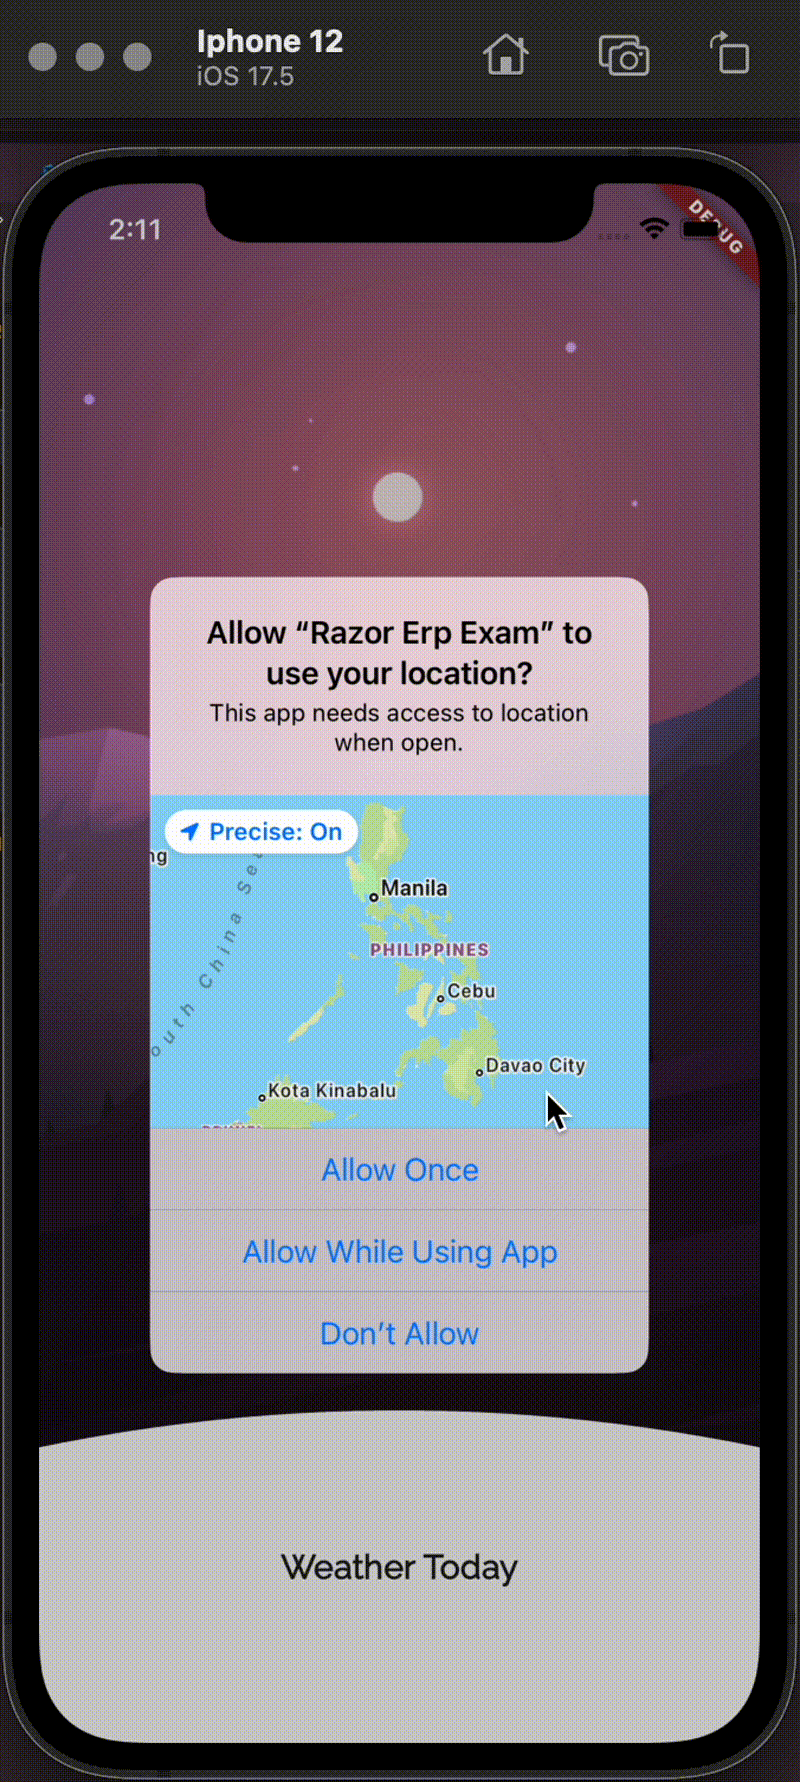 Iphone 12
iOS 17.5
2:11
DEBUG
Allow “Razor Erp Exam” to
use your location?
This app needs access to location
when open.
Precise: On
ng
Manila
South China Sea
PHILIPPINES
Cebu
Davao City
Kota Kinabalu
Allow Once
Allow While Using App
Don’t Allow
Weather Today